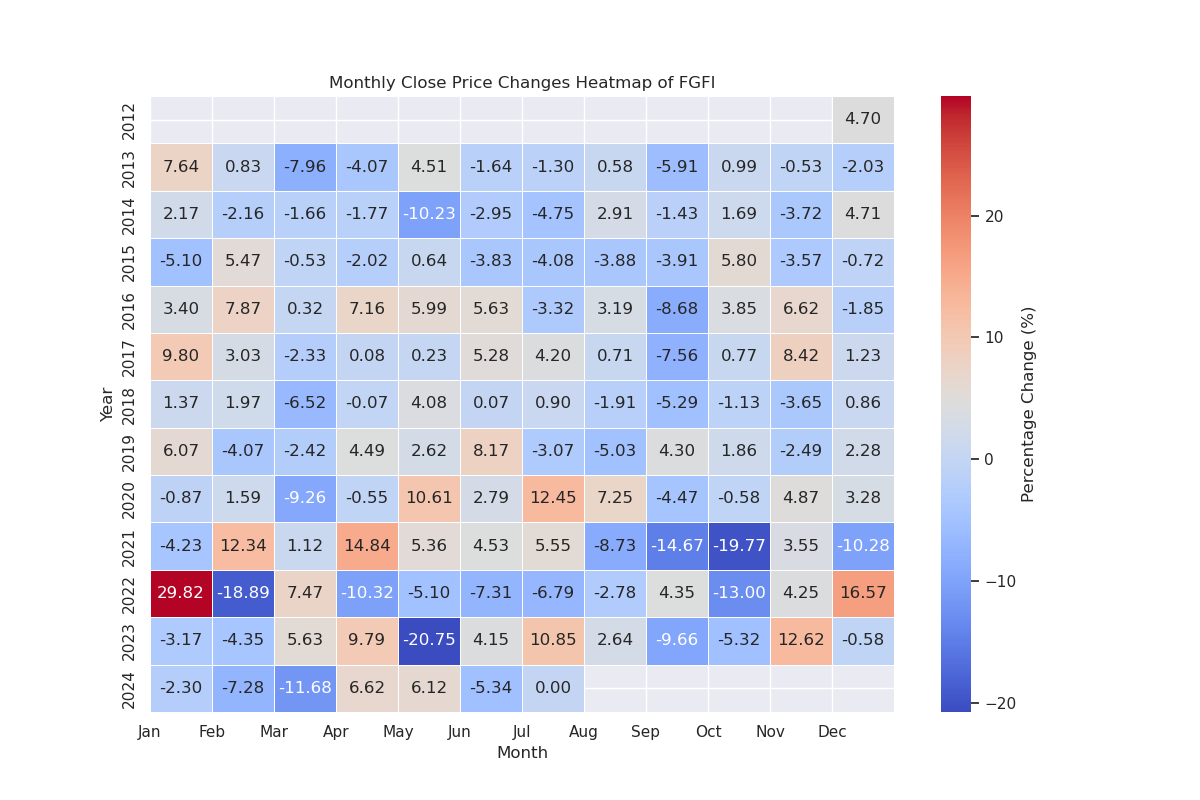 Monthly Close Price Changes Heatmap of FGFI
2012 4.70
2013 7.64 0.83 -7.96 -4.07 4.51 -1.64 -1.30 0.58 -5.91 0.99 -0.53 -2.03
2014 2.17 -2.16 -1.66 -1.77 -10.23 -2.95 -4.75 2.91 -1.43 1.69 -3.72 4.71
2015 -5.10 5.47 -0.53 -2.02 0.64 -3.83 -4.08 -3.88 -3.91 5.80 -3.57 -0.72
2016 3.40 7.87 0.32 7.16 5.99 5.63 -3.32 3.19 -8.68 3.85 6.62 -1.85
2017 9.80 3.03 -2.33 0.08 0.23 5.28 4.20 0.71 -7.56 0.77 8.42 1.23
2018 1.37 1.97 -6.52 -0.07 4.08 0.07 0.90 -1.91 -5.29 -1.13 -3.65 0.86
2019 6.07 -4.07 -2.42 4.49 2.62 8.17 -3.07 -5.03 4.30 1.86 -2.49 2.28
2020 -0.87 1.59 -9.26 -0.55 10.61 2.79 12.45 7.25 -4.47 -0.58 4.87 3.28
2021 -4.23 12.34 1.12 14.84 5.36 4.53 5.55 -8.73 -14.67 -19.77 3.55 -10.28
2022 29.82 -18.89 7.47 -10.32 -5.10 -7.31 -6.79 -2.78 4.35 -13.00 4.25 16.57
2023 -3.17 -4.35 5.63 9.79 -20.75 4.15 10.85 2.64 -9.66 -5.32 12.62 -0.58
2024 -2.30 -7.28 -11.68 6.62 6.12 -5.34 0.00
Jan Feb Mar Apr May Jun Jul Aug Sep Oct Nov Dec
Month
Year
20
10
0
−10
−20
Percentage Change (%)